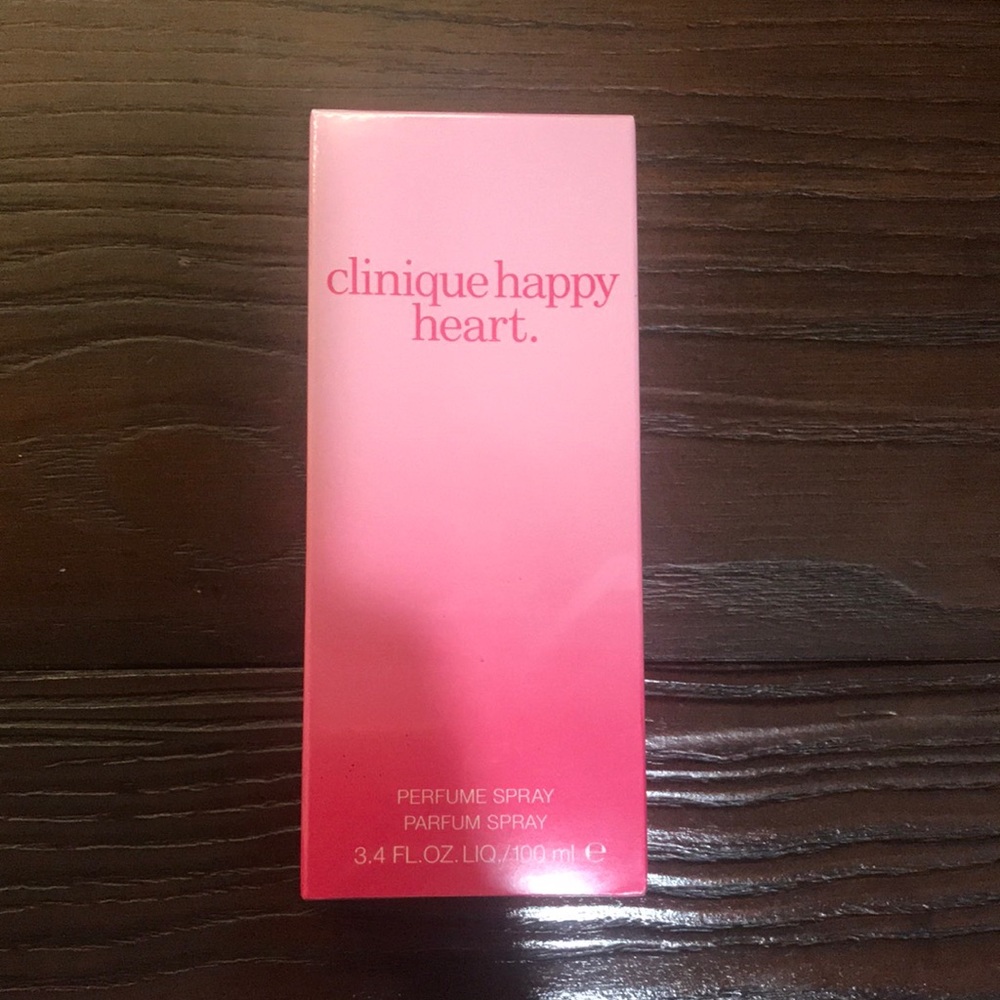 clinique happy
heart.
PERFUME SPRAY
PARFUM SPRAY
3.4 FL.OZ. LIQ./100 ml ℮